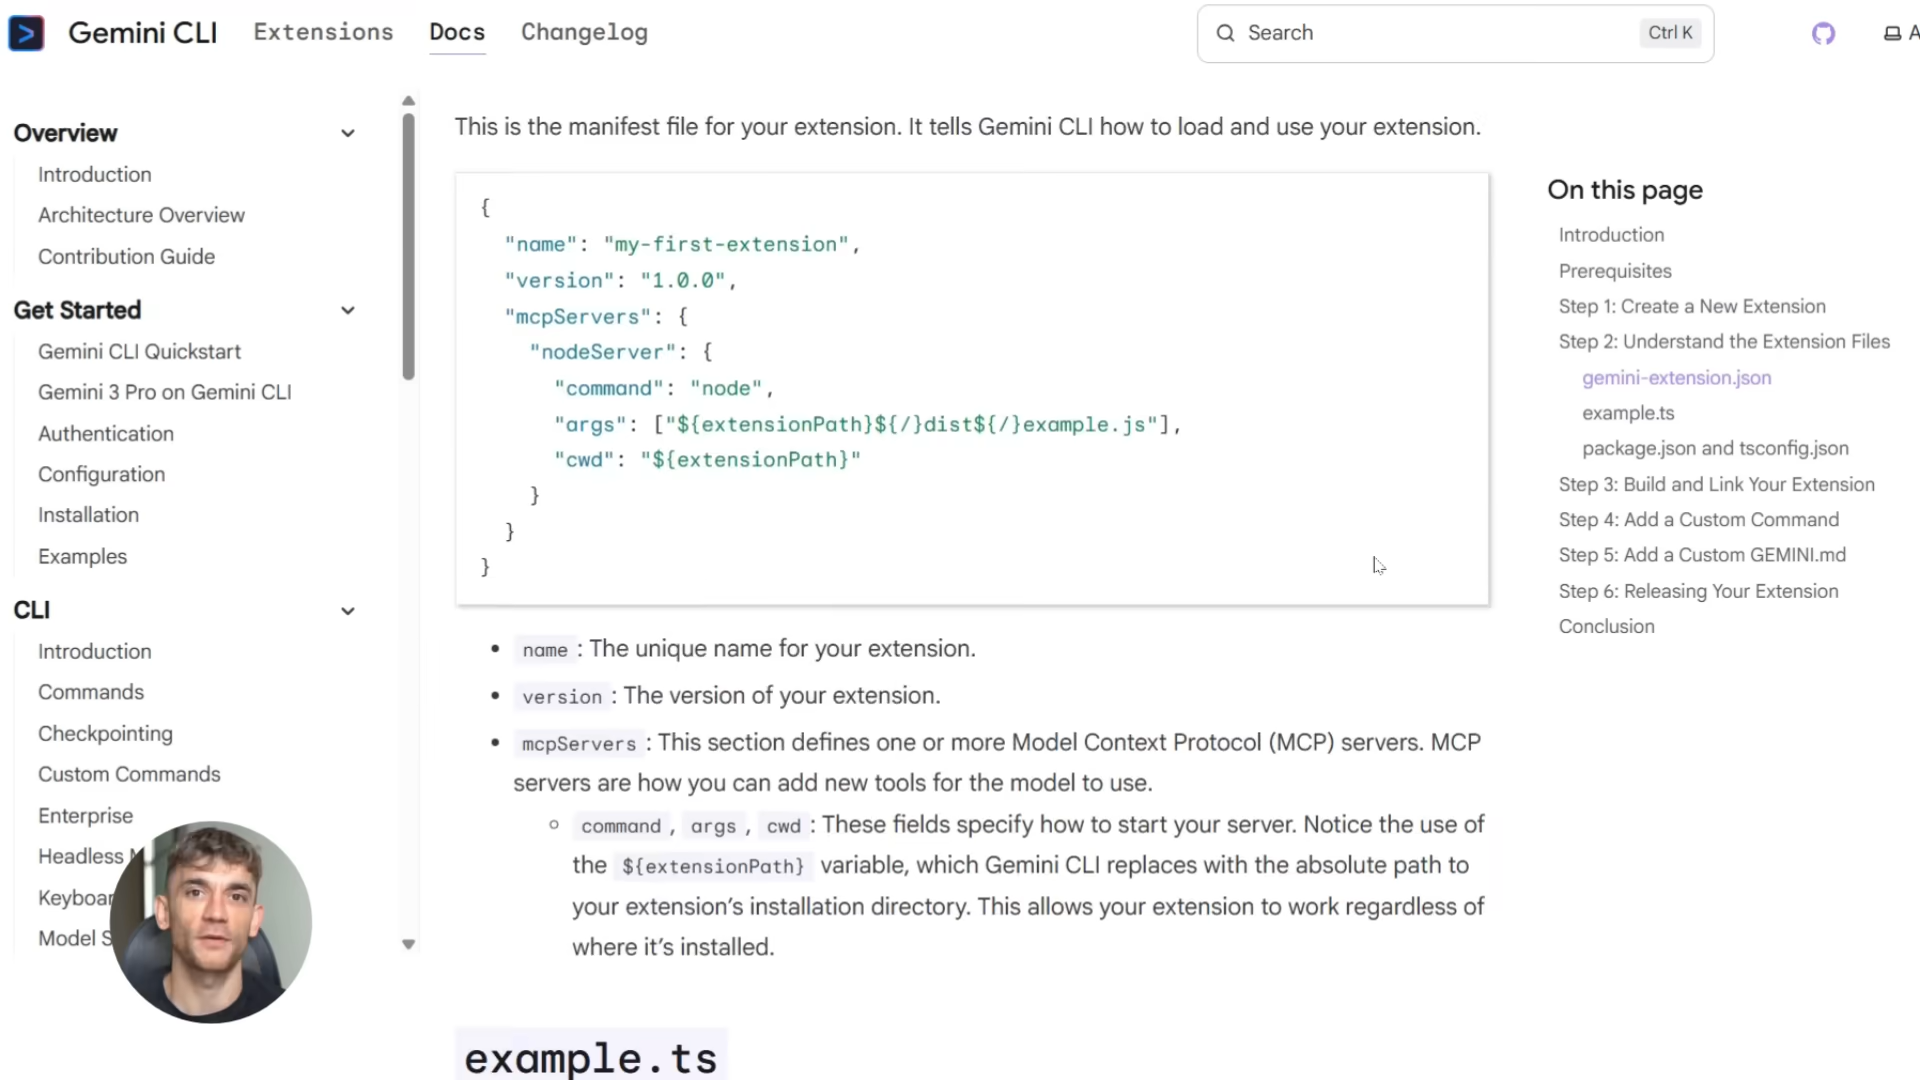 Gemini CLI
Extensions
Docs
Changelog
Search
Ctrl K
Overview
Introduction
Architecture Overview
Contribution Guide
Get Started
Gemini CLI Quickstart
Gemini 3 Pro on Gemini CLI
Authentication
Configuration
Installation
Examples
CLI
Introduction
Commands
Checkpointing
Custom Commands
Enterprise
Headless
This is the manifest file for your extension. It tells Gemini CLI how to load and use your extension.
{
"name": "my-first-extension",
"version": "1.0.0",
"mcpServers": {
"nodeServer": {
"command": "node",
"args": ["${extensionPath}${/}dist${/}example.js"],
"cwd": "${extensionPath}"
}
}
}
• name : The unique name for your extension.
• version : The version of your extension.
• mcpServers : This section defines one or more Model Context Protocol (MCP) servers. MCP
servers are how you can add new tools for the model to use.
◦ command , args , cwd : These fields specify how to start your server. Notice the use of
the ${extensionPath} variable, which Gemini CLI replaces with the absolute path to
your extension’s installation directory. This allows your extension to work regardless of
where it’s installed.
example.ts
On this page
Introduction
Prerequisites
Step 1: Create a New Extension
Step 2: Understand the Extension Files
gemini-extension.json
example.ts
package.json and tsconfig.json
Step 3: Build and Link Your Extension
Step 4: Add a Custom Command
Step 5: Add a Custom GEMINI.md
Step 6: Releasing Your Extension
Conclusion